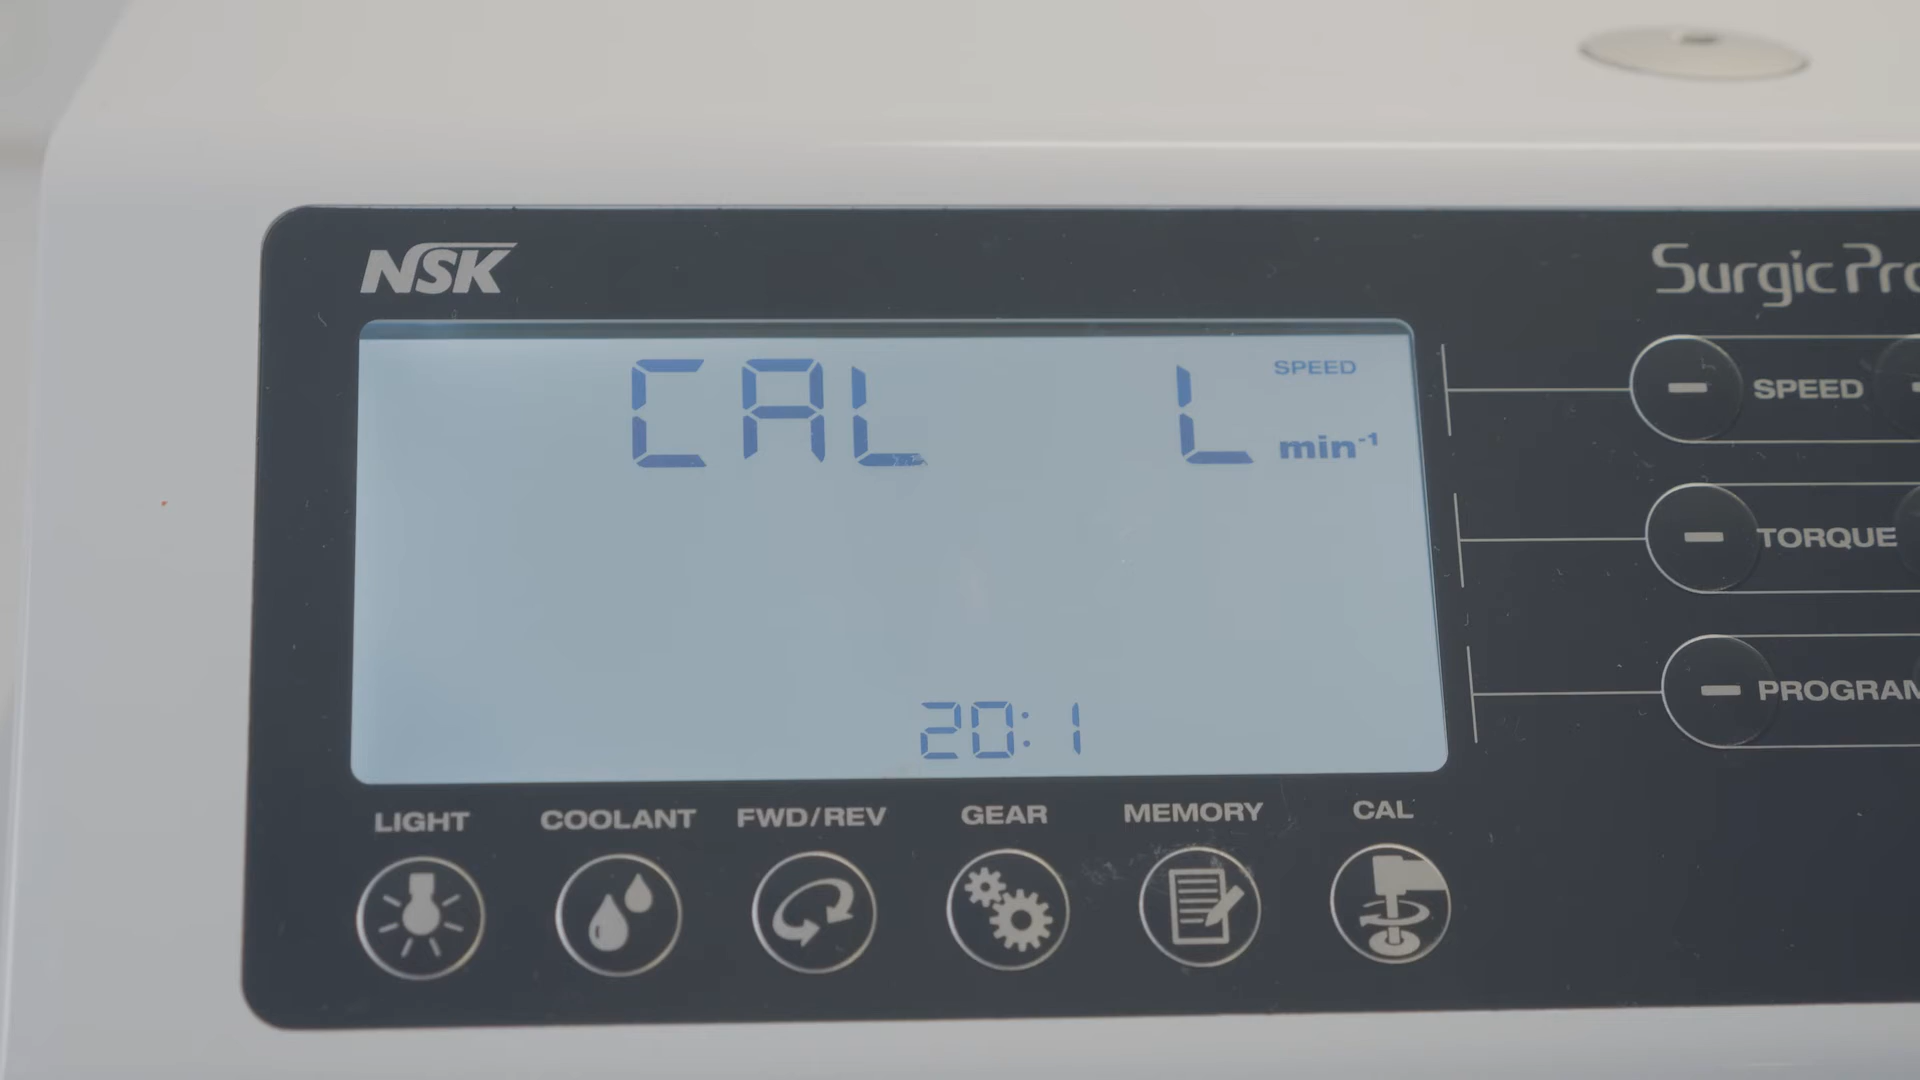 NSK
Surgic Pro
CAL L SPEED min⁻¹
20:1
SPEED
TORQUE
PROGRAM
LIGHT COOLANT FWD/REV GEAR MEMORY CAL